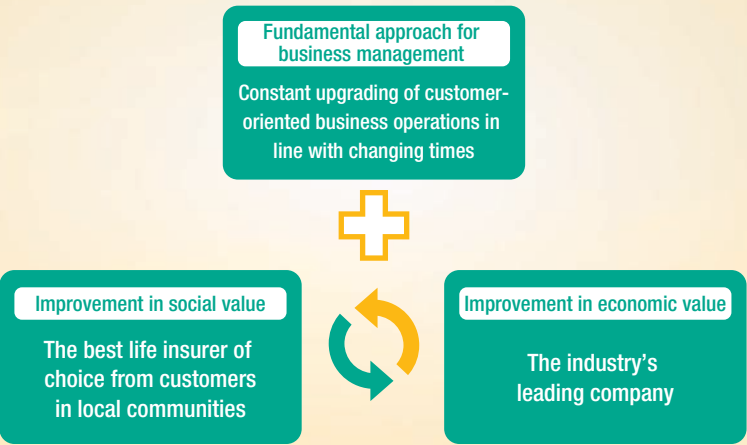 Fundamental approach for
business management
Constant upgrading of customer-
oriented business operations in
line with changing times
Improvement in social value
The best life insurer of
choice from customers
in local communities
Improvement in economic value
The industry's
leading company